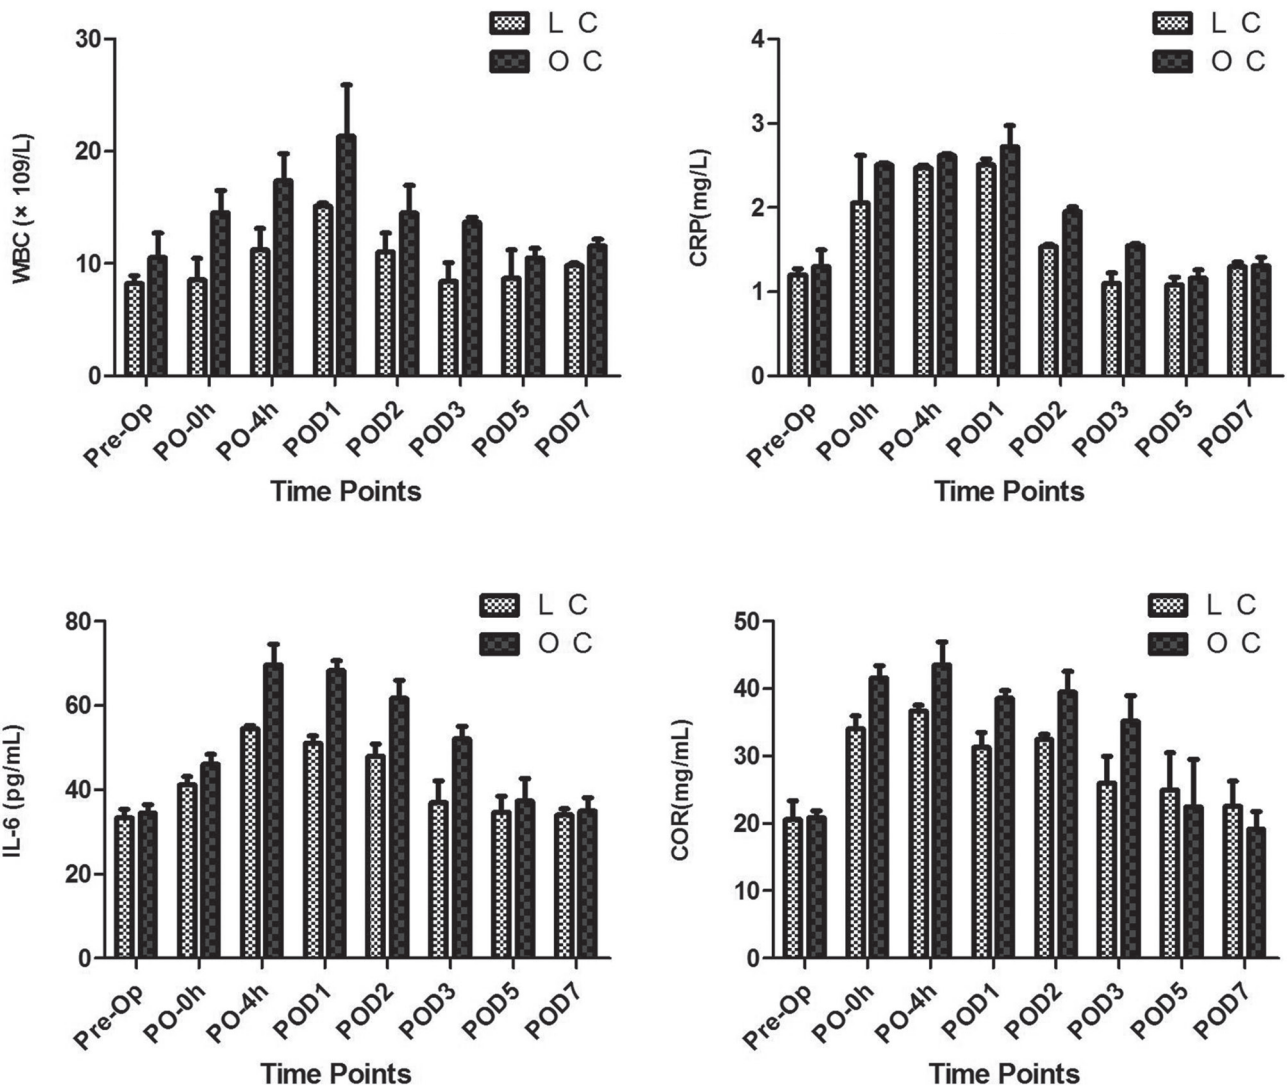 L C
O C
WBC (× 109/L)
30
20
10
0
Pre-Op
PO-0h
PO-4h
POD1
POD2
POD3
POD5
POD7
Time Points
L C
O C
CRP(mg/L)
4
3
2
1
0
Pre-Op
PO-0h
PO-4h
POD1
POD2
POD3
POD5
POD7
Time Points
L C
O C
IL-6 (pg/mL)
80
60
40
20
0
Pre-Op
PO-0h
PO-4h
POD1
POD2
POD3
POD5
POD7
Time Points
L C
O C
COR(mg/mL)
50
40
30
20
10
0
Pre-Op
PO-0h
PO-4h
POD1
POD2
POD3
POD5
POD7
Time Points